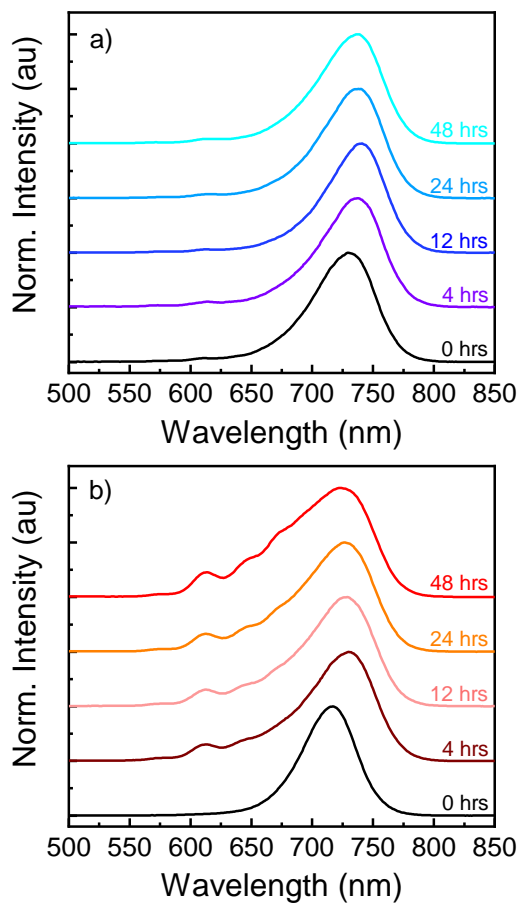 a)
Norm. Intensity (au)
48 hrs
24 hrs
12 hrs
4 hrs
0 hrs
500 550 600 650 700 750 800 850
Wavelength (nm)
b)
Norm. Intensity (au)
48 hrs
24 hrs
12 hrs
4 hrs
0 hrs
500 550 600 650 700 750 800 850
Wavelength (nm)